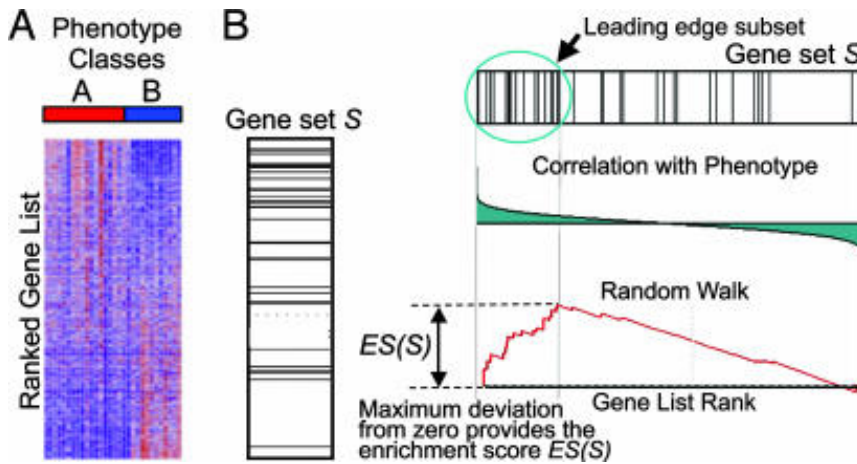 A
Phenotype
Classes
A B
Ranked Gene List
B
Gene set S
Leading edge subset
Gene set S
Correlation with Phenotype
Random Walk
ES(S)
Gene List Rank
Maximum deviation
from zero provides the
enrichment score ES(S)